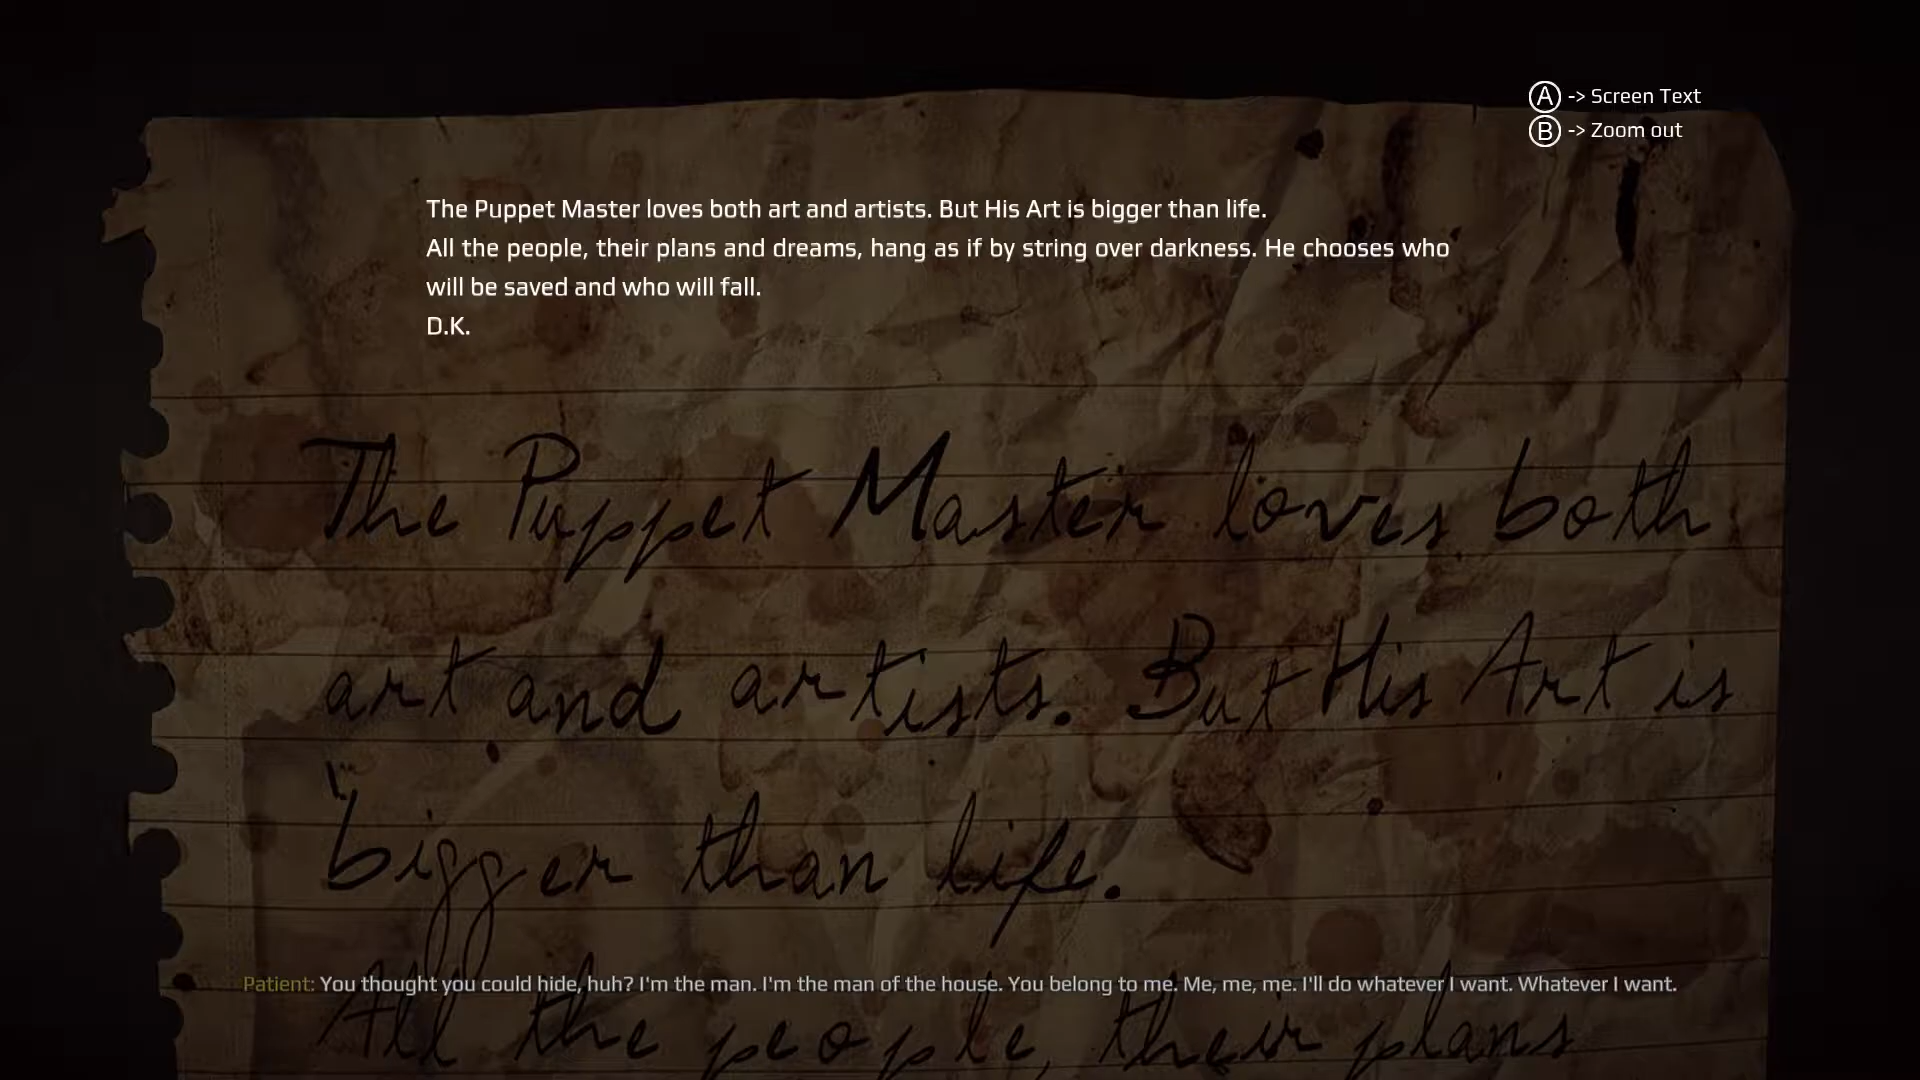 A -> Screen Text
B -> Zoom out
The Puppet Master loves both art and artists. But His Art is bigger than life.
All the people, their plans and dreams, hang as if by string over darkness. He chooses who
will be saved and who will fall.
D.K.
The Puppet Master loves both
art and artists. But His Art is
bigger than life.
Patient: You thought you could hide, huh? I'm the man. I'm the man of the house. You belong to me. Me, me, me. I'll do whatever I want. Whatever I want.
All the people, their plans